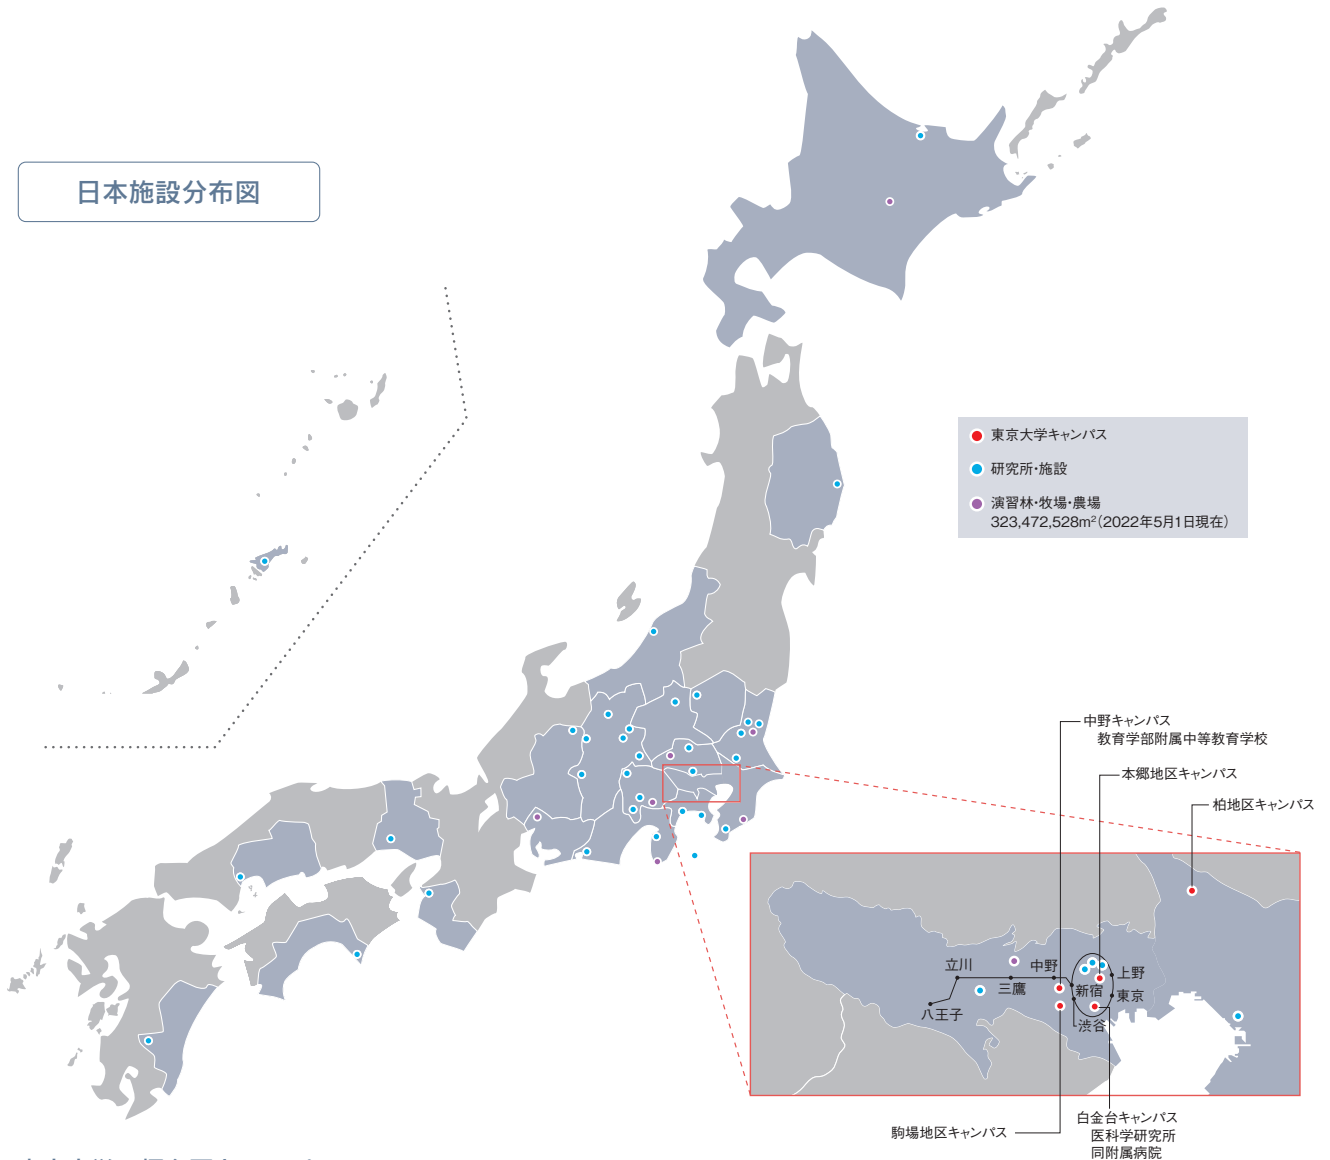 日本施設分布図
東京大学キャンパス
研究所・施設
演習林・牧場・農場
323,472,528m²（2022年5月1日現在）
中野キャンパス
教育学部附属中等教育学校
本郷地区キャンパス
柏地区キャンパス
立川
中野
三鷹
八王子
新宿
上野
東京
渋谷
駒場地区キャンパス
白金台キャンパス
医科学研究所
同附属病院